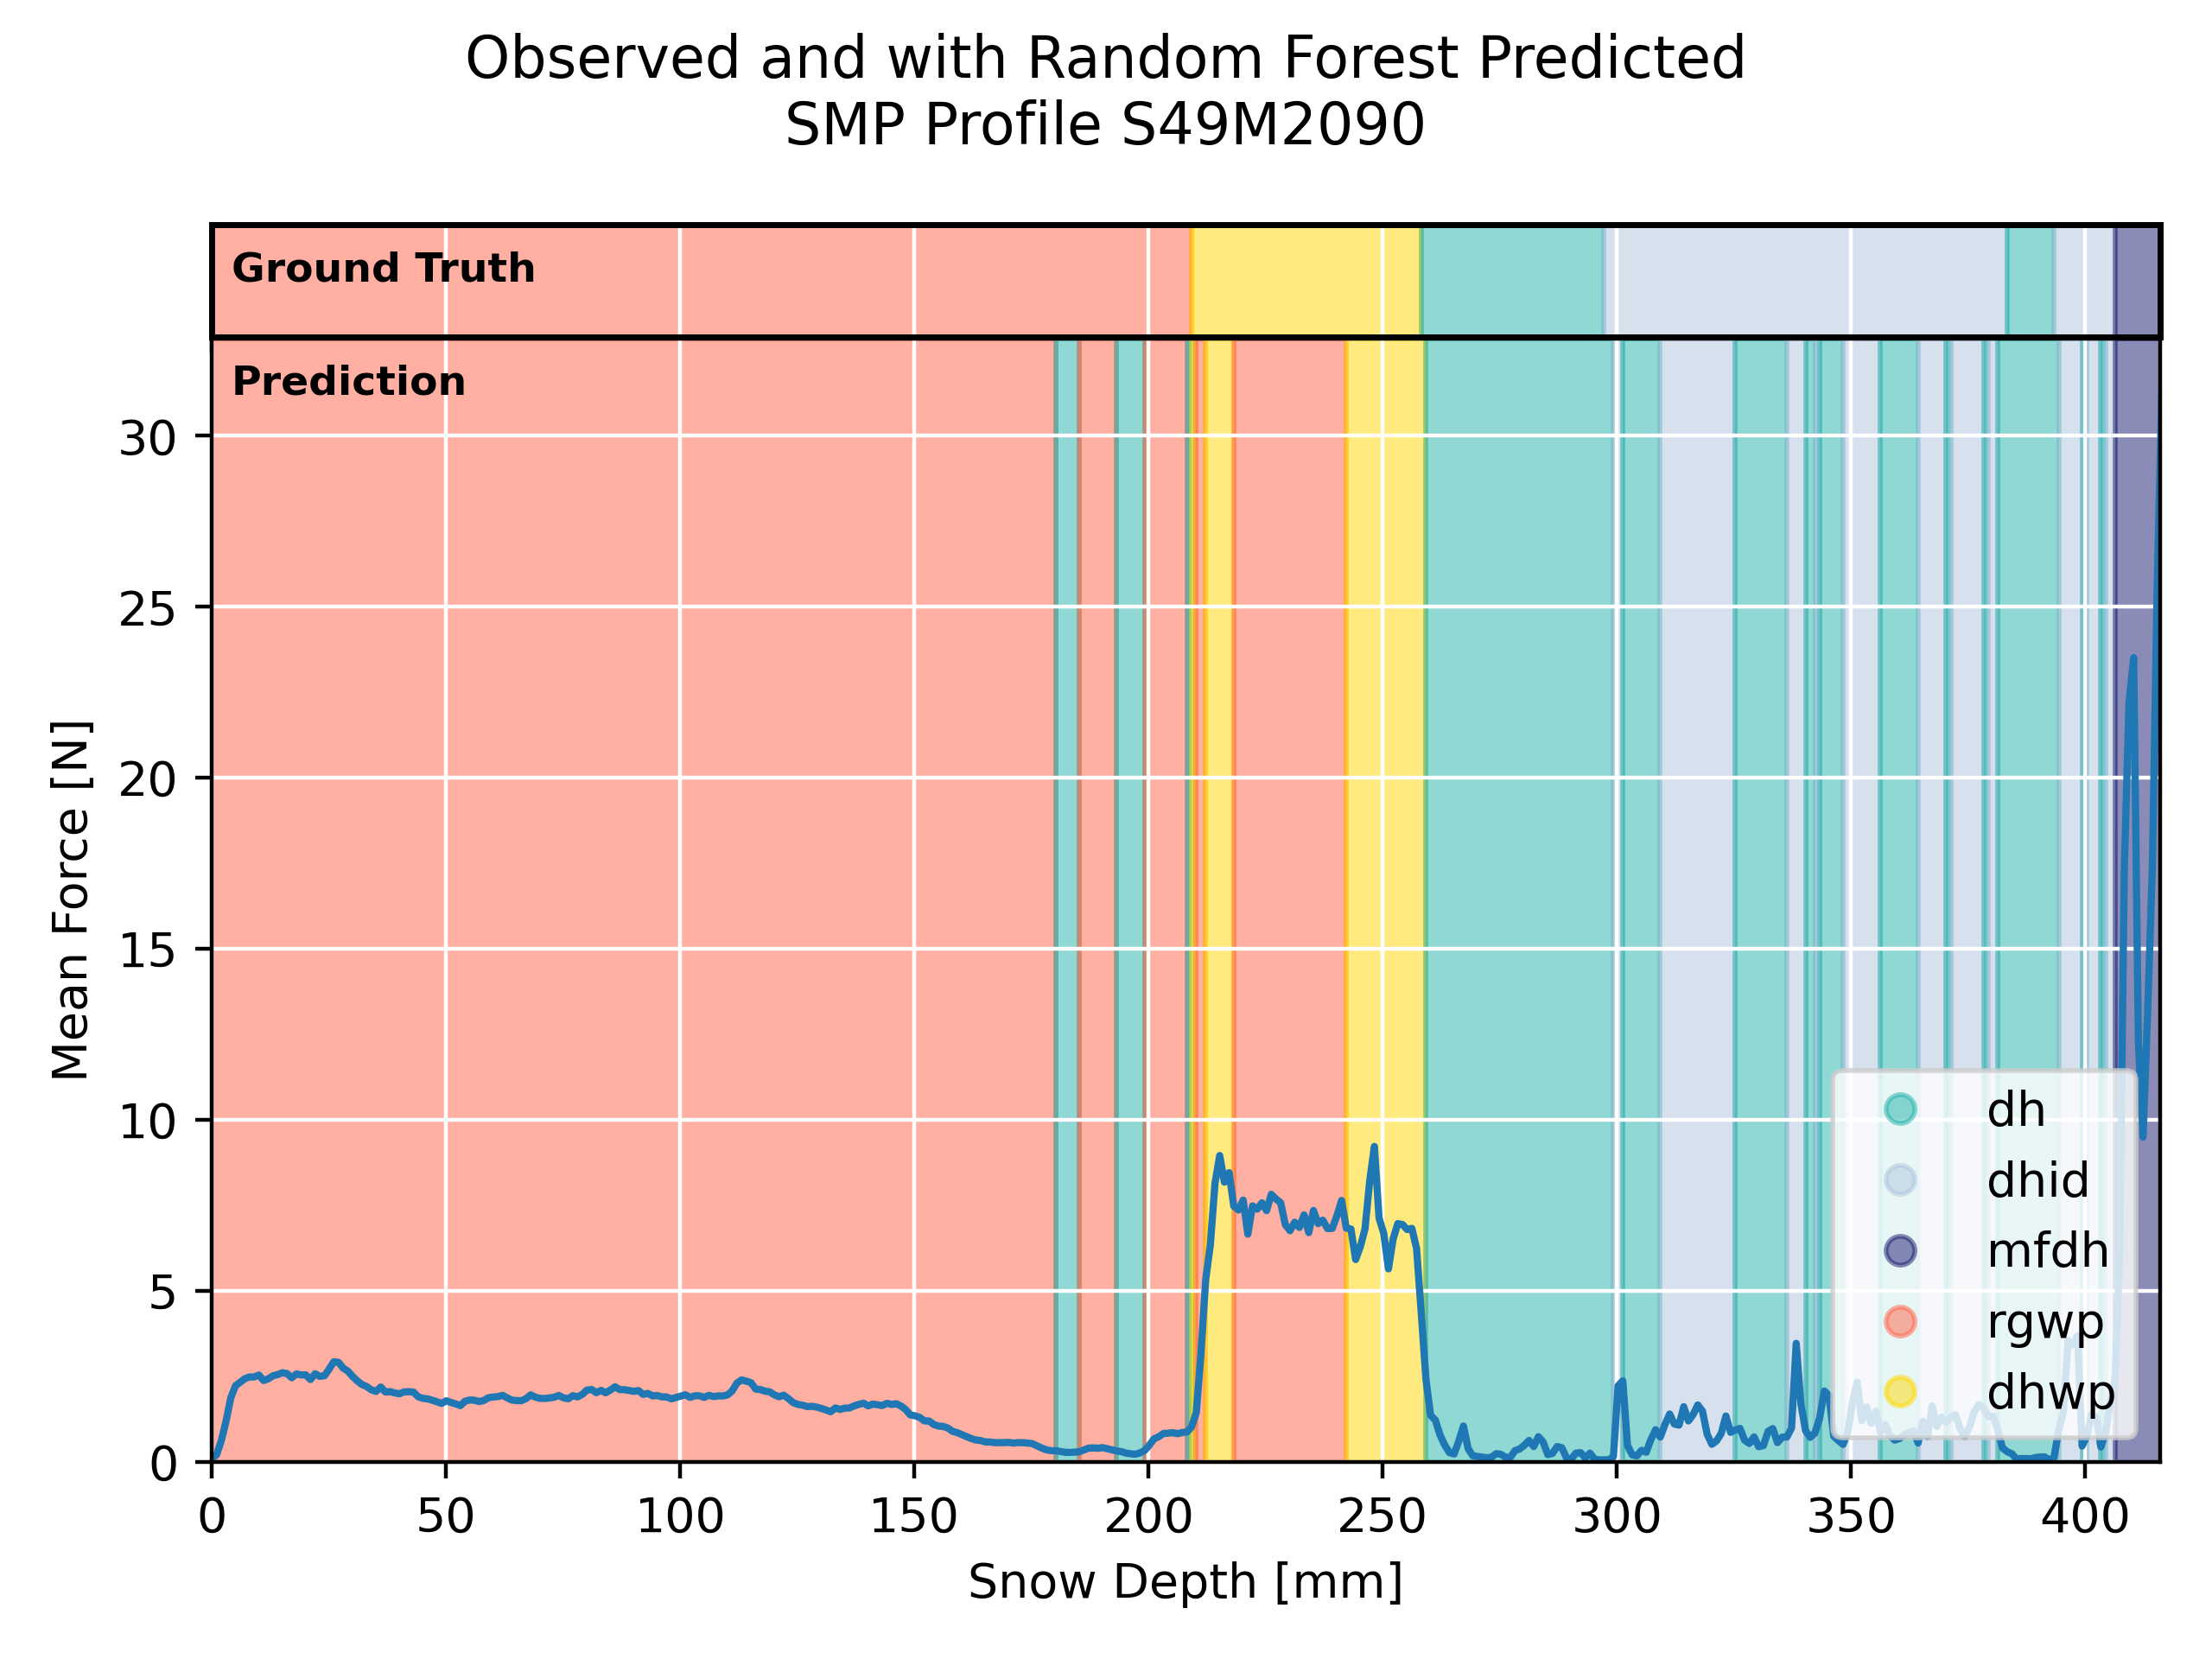 Observed and with Random Forest Predicted
SMP Profile S49M2090
Ground Truth
Prediction
30
25
20
15
10
5
0
Mean Force [N]
dh
dhid
mfdh
rgwp
dhwp
0 50 100 150 200 250 300 350 400
Snow Depth [mm]